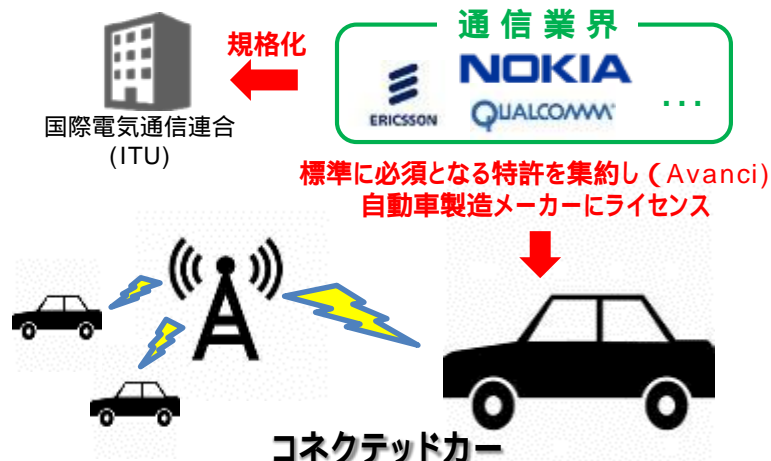 通信業界
規格化
ERICSSON
NOKIA
QUALCOMM
...
国際電気通信連合
(ITU)
標準に必須となる特許を集約し(Avanci)
自動車製造メーカーにライセンス
コネクテッドカー